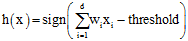 h(x) = sign(∑_{i=1}^{d} w_i x_i − threshold)